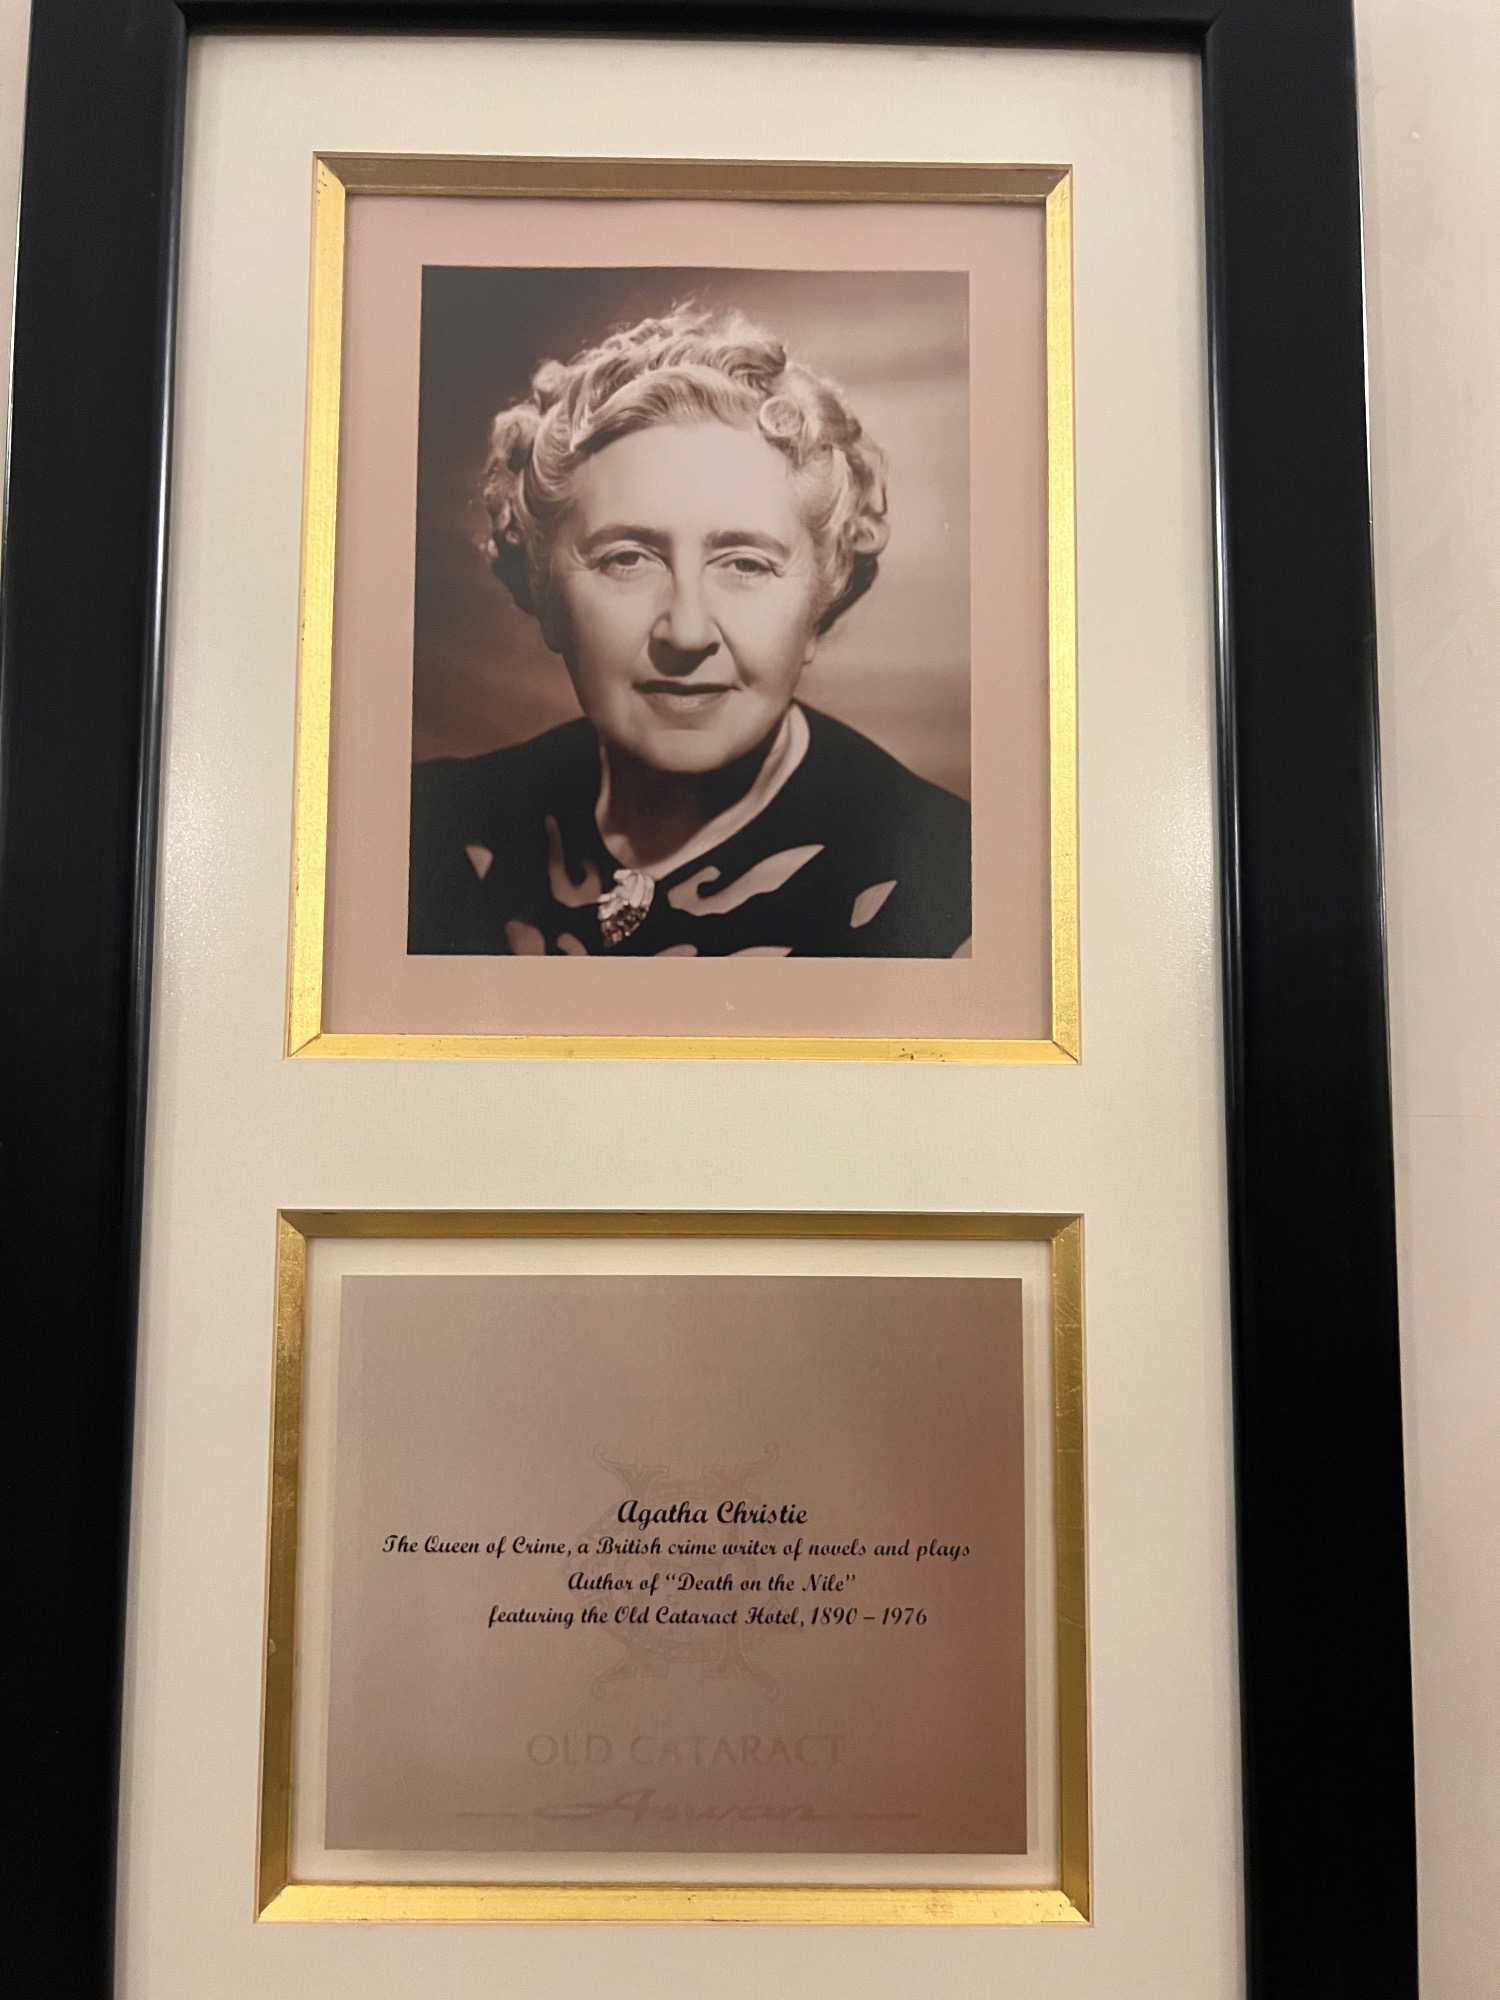 Agatha Christie
The Queen of Crime, a British crime writer of novels and plays
Author of “Death on the Nile”
featuring the Old Cataract Hotel, 1890 – 1976
OLD CATARACT
Aswan